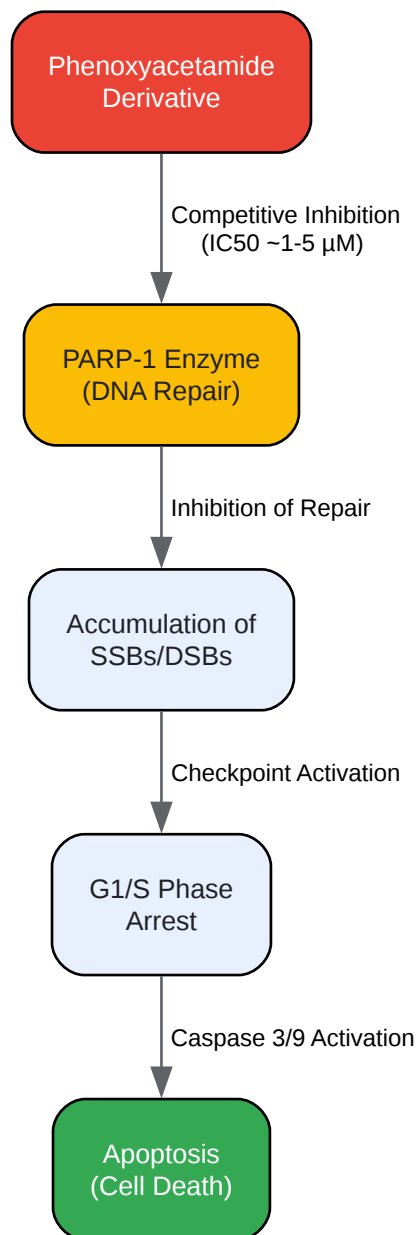 Phenoxyacetamide
Derivative
Competitive Inhibition
(IC50 ~1-5 µM)
PARP-1 Enzyme
(DNA Repair)
Inhibition of Repair
Accumulation of
SSBs/DSBs
Checkpoint Activation
G1/S Phase
Arrest
Caspase 3/9 Activation
Apoptosis
(Cell Death)